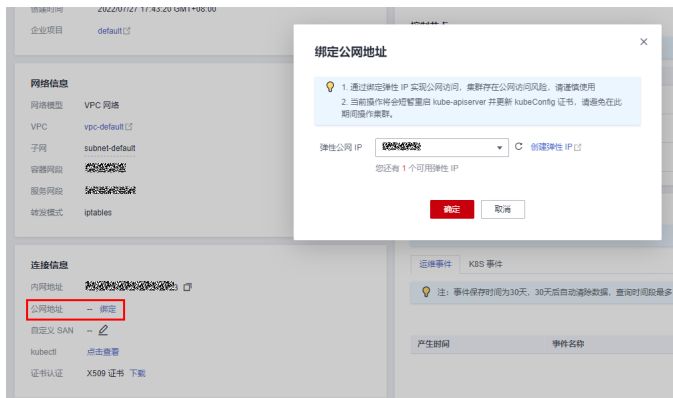 2022/07/27 17:43:20 GMT+08:00
企业项目 default
网络信息
网络模型 VPC 网络
VPC vpc-default
子网 subnet-default
容器网段
服务网段
转发模式 iptables
连接信息
内网地址
公网地址 -- 绑定
自定义 SAN --
kubectl 点击查看
证书认证 X509 证书 下载
绑定公网地址
1. 通过绑定弹性 IP 实现公网访问，集群存在公网访问风险，请谨慎使用
2. 当前操作将会短暂重启 kube-apiserver 并更新 kubeConfig 证书，请避免在此
期间操作集群。
弹性公网 IP 创建弹性 IP
您还有 1 个可用弹性 IP
确定 取消
运维事件 K8S 事件
注：事件保存时间为30天，30天后自动清除数据，查询时间段最多
产生时间 事件名称